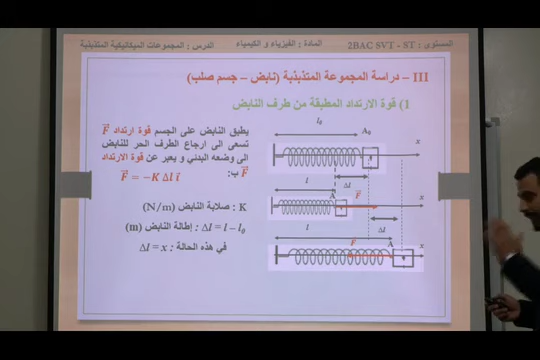 المستوى : 2BAC SVT - ST المادة : الفيزياء و الكيمياء الدرس : المجموعات الميكانيكية المتذبذبة
III – دراسة المجموعة المتذبذبة (نابض – جسم صلب)
1) قوة الارتداد المطبقة من طرف النابض
يطبق النابض على الجسم قوة ارتداد F⃗
تسعى الى ارجاع الطرف الحر للنابض
الى وضعه البدئي و يعبر عن قوة الارتداد
F⃗ ب:
F⃗ = −K Δl i⃗
K : صلابة النابض (N/m)
Δl = l – l₀ : إطالة النابض (m)
في هذه الحالة : Δl = x
l₀
A₀
x
Δl
l
A
F⃗
x
Δl
l
F⃗
A
x